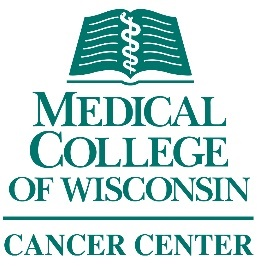 MEDICAL
COLLEGE
OF WISCONSIN
CANCER CENTER